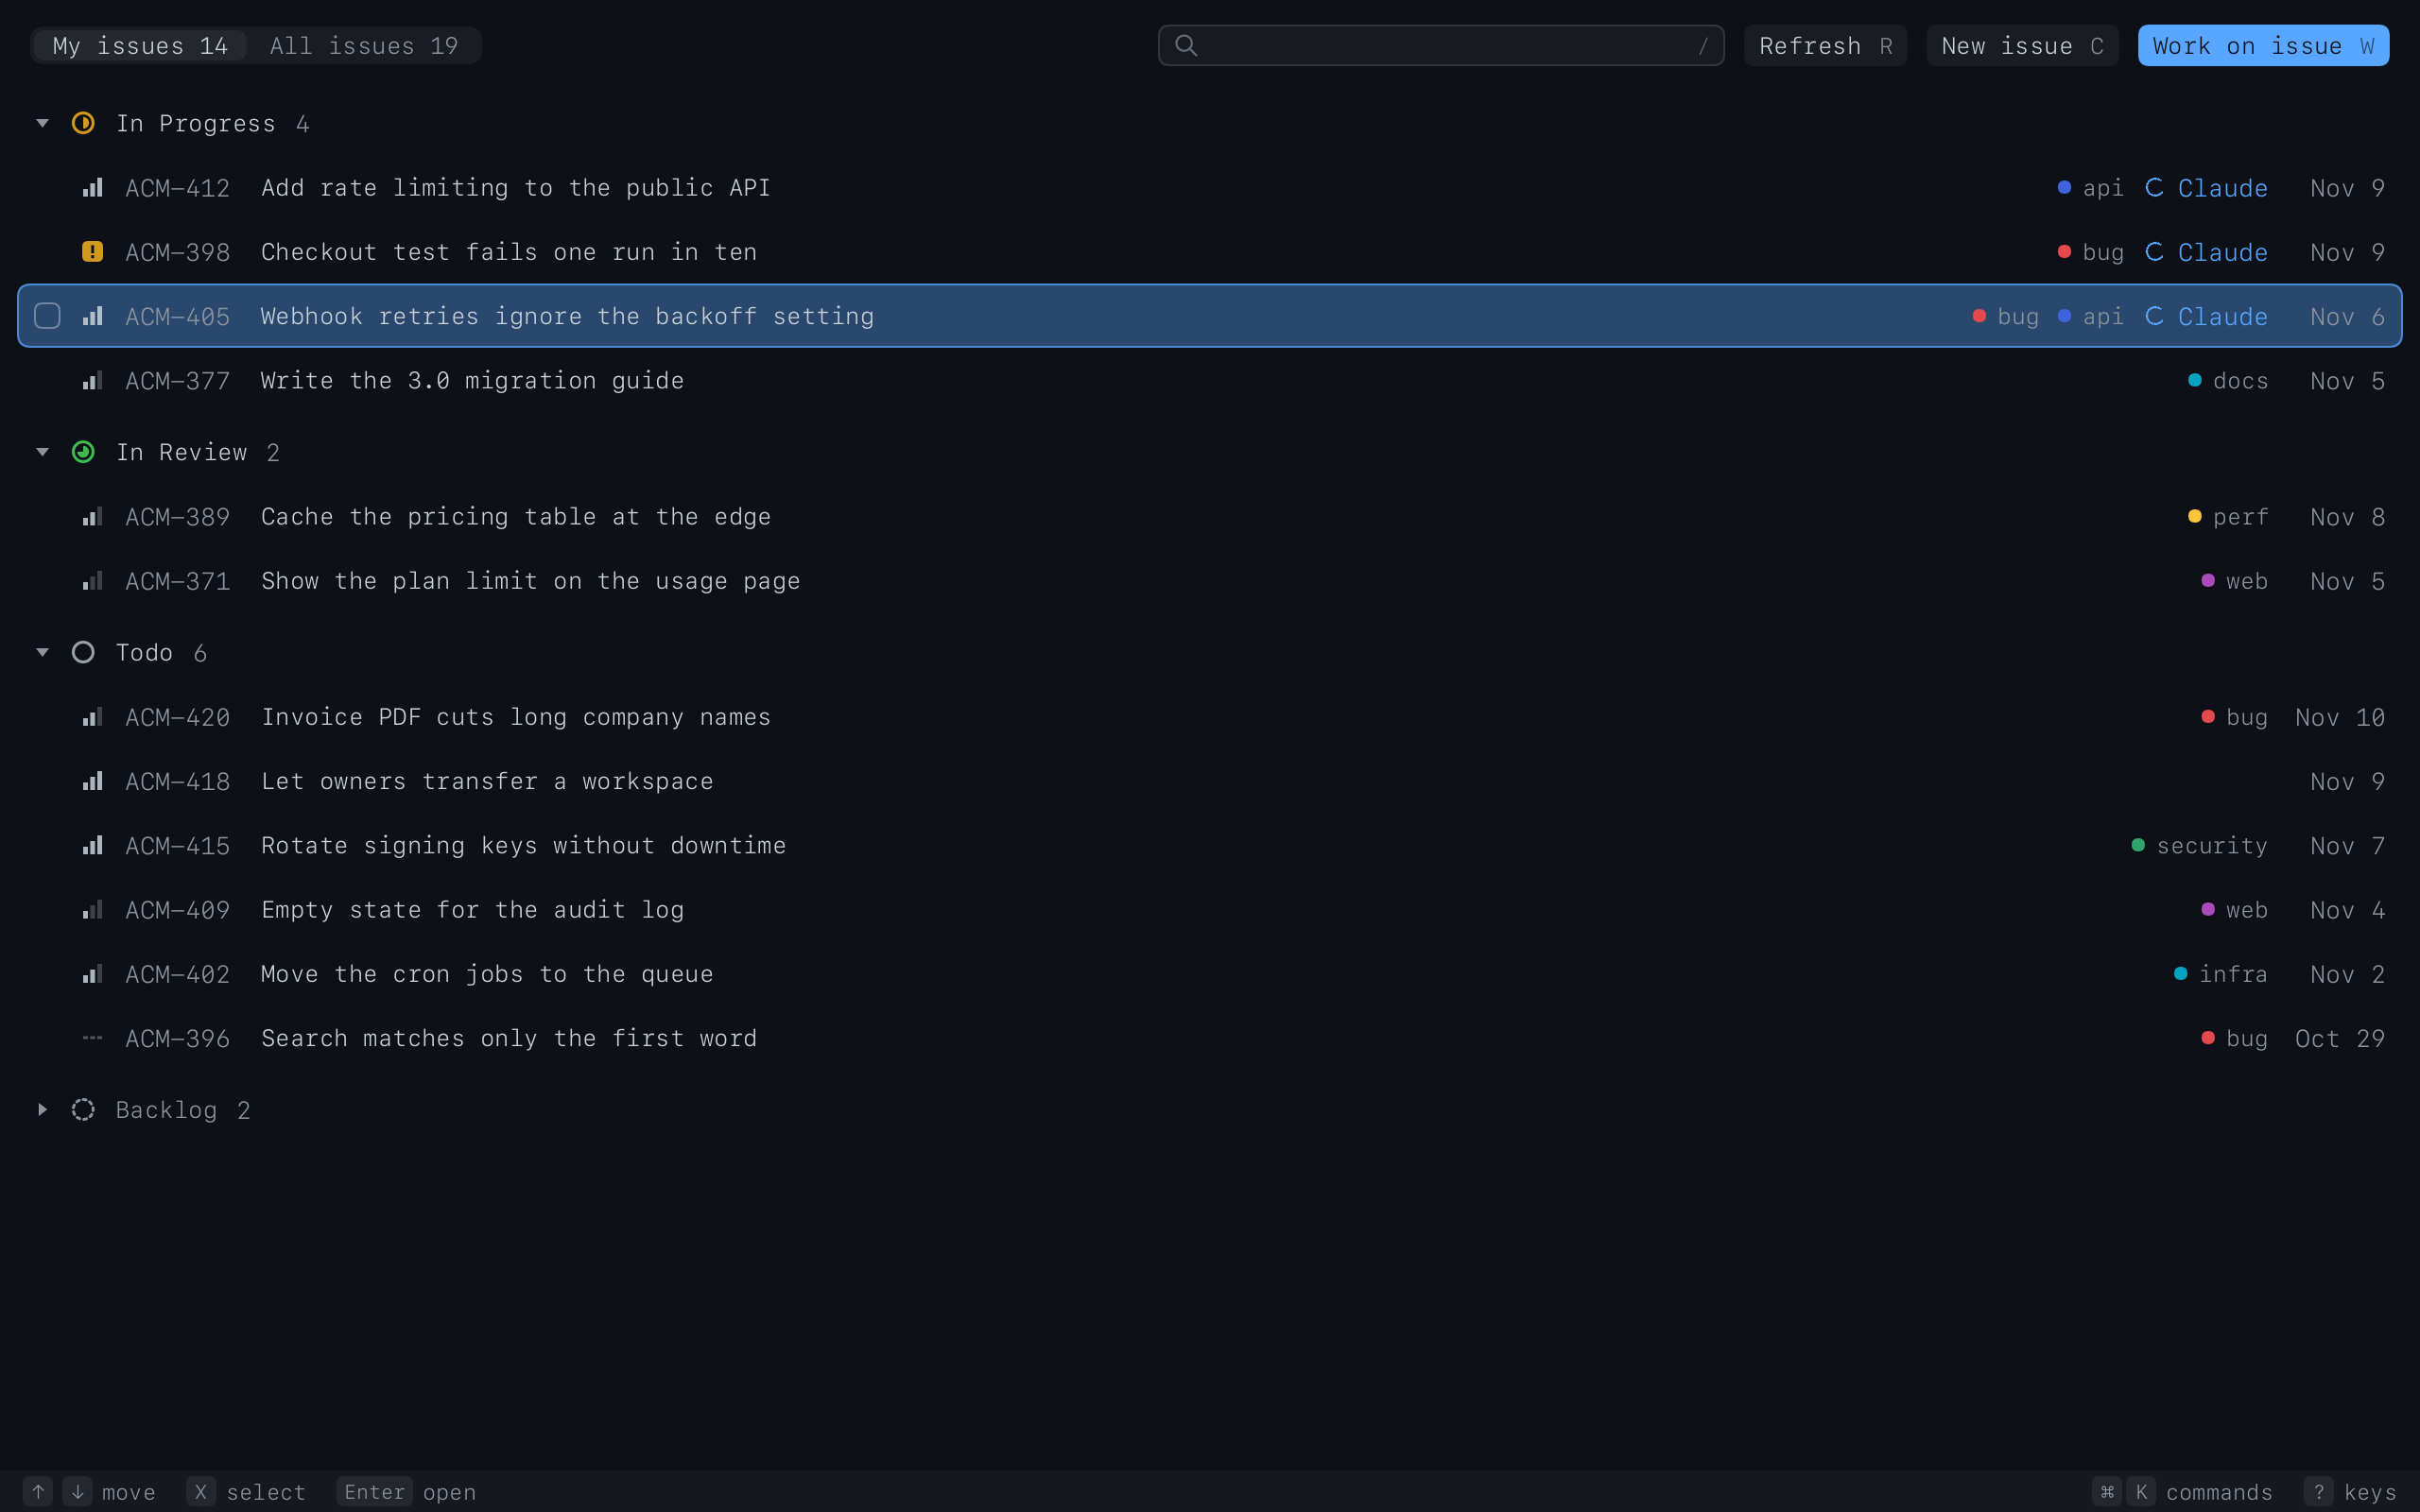 My issues 14 All issues 19 / Refresh R New issue C Work on issue W
In Progress 4
ACM-412 Add rate limiting to the public API api Claude Nov 9
ACM-398 Checkout test fails one run in ten bug Claude Nov 9
ACM-405 Webhook retries ignore the backoff setting bug api Claude Nov 6
ACM-377 Write the 3.0 migration guide docs Nov 5
In Review 2
ACM-389 Cache the pricing table at the edge perf Nov 8
ACM-371 Show the plan limit on the usage page web Nov 5
Todo 6
ACM-420 Invoice PDF cuts long company names bug Nov 10
ACM-418 Let owners transfer a workspace Nov 9
ACM-415 Rotate signing keys without downtime security Nov 7
ACM-409 Empty state for the audit log web Nov 4
ACM-402 Move the cron jobs to the queue infra Nov 2
ACM-396 Search matches only the first word bug Oct 29
Backlog 2
↑ ↓ move X select Enter open ⌘ K commands ? keys